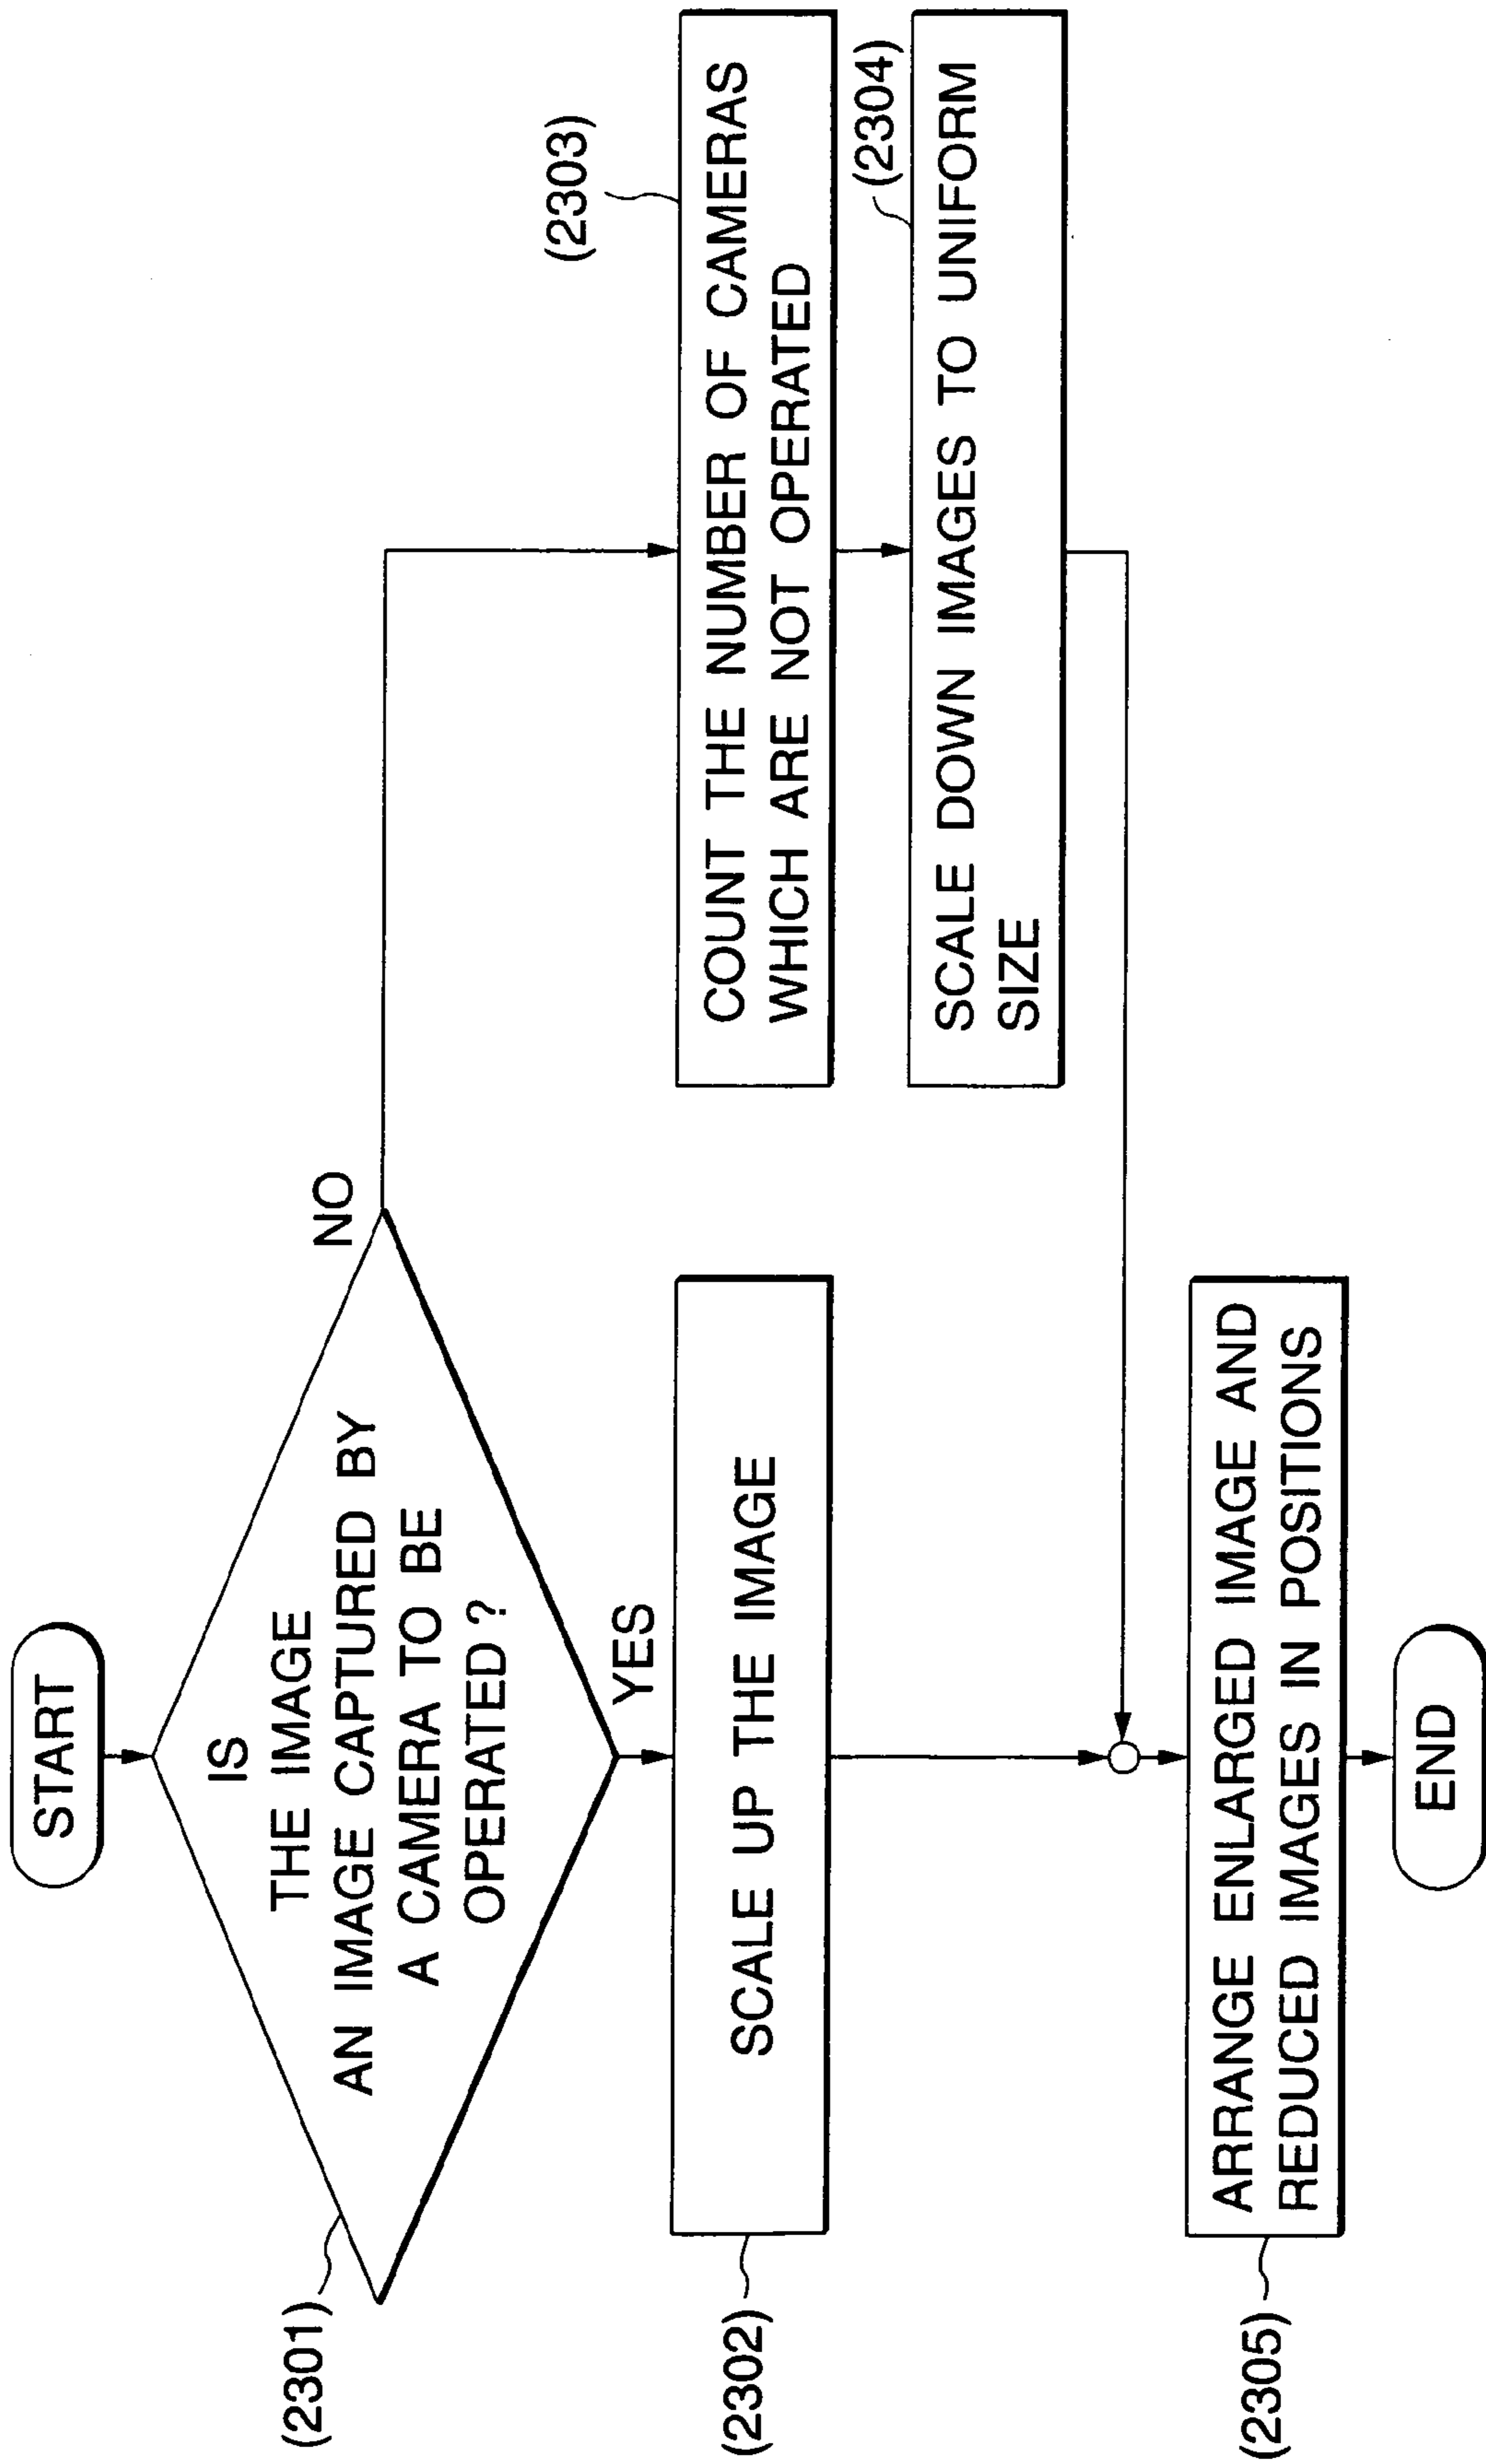 START
(2301)
IS
THE IMAGE
AN IMAGE CAPTURED BY
A CAMERA TO BE
OPERATED ?
NO
YES
(2302)
SCALE UP THE IMAGE
(2303)
COUNT THE NUMBER OF CAMERAS
WHICH ARE NOT OPERATED
(2304)
SCALE DOWN IMAGES TO UNIFORM
SIZE
(2305)
ARRANGE ENLARGED IMAGE AND
REDUCED IMAGES IN POSITIONS
END